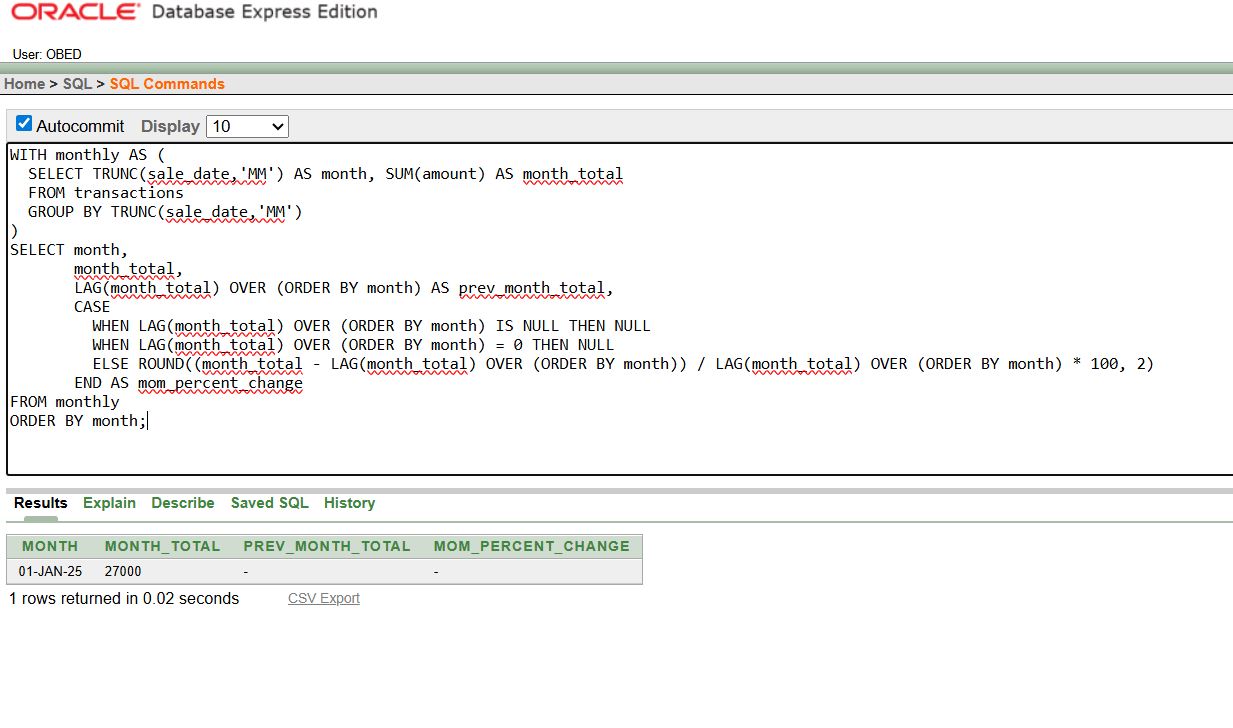 ORACLE® Database Express Edition
User: OBED
Home > SQL > SQL Commands
Autocommit Display 10
WITH monthly AS (
  SELECT TRUNC(sale_date,'MM') AS month, SUM(amount) AS month_total
  FROM transactions
  GROUP BY TRUNC(sale_date,'MM')
)
SELECT month,
       month_total,
       LAG(month_total) OVER (ORDER BY month) AS prev_month_total,
       CASE
         WHEN LAG(month_total) OVER (ORDER BY month) IS NULL THEN NULL
         WHEN LAG(month_total) OVER (ORDER BY month) = 0 THEN NULL
         ELSE ROUND((month_total - LAG(month_total) OVER (ORDER BY month)) / LAG(month_total) OVER (ORDER BY month) * 100, 2)
       END AS mom_percent_change
FROM monthly
ORDER BY month;
Results Explain Describe Saved SQL History
MONTH MONTH_TOTAL PREV_MONTH_TOTAL MOM_PERCENT_CHANGE
01-JAN-25 27000 - -
1 rows returned in 0.02 seconds CSV Export